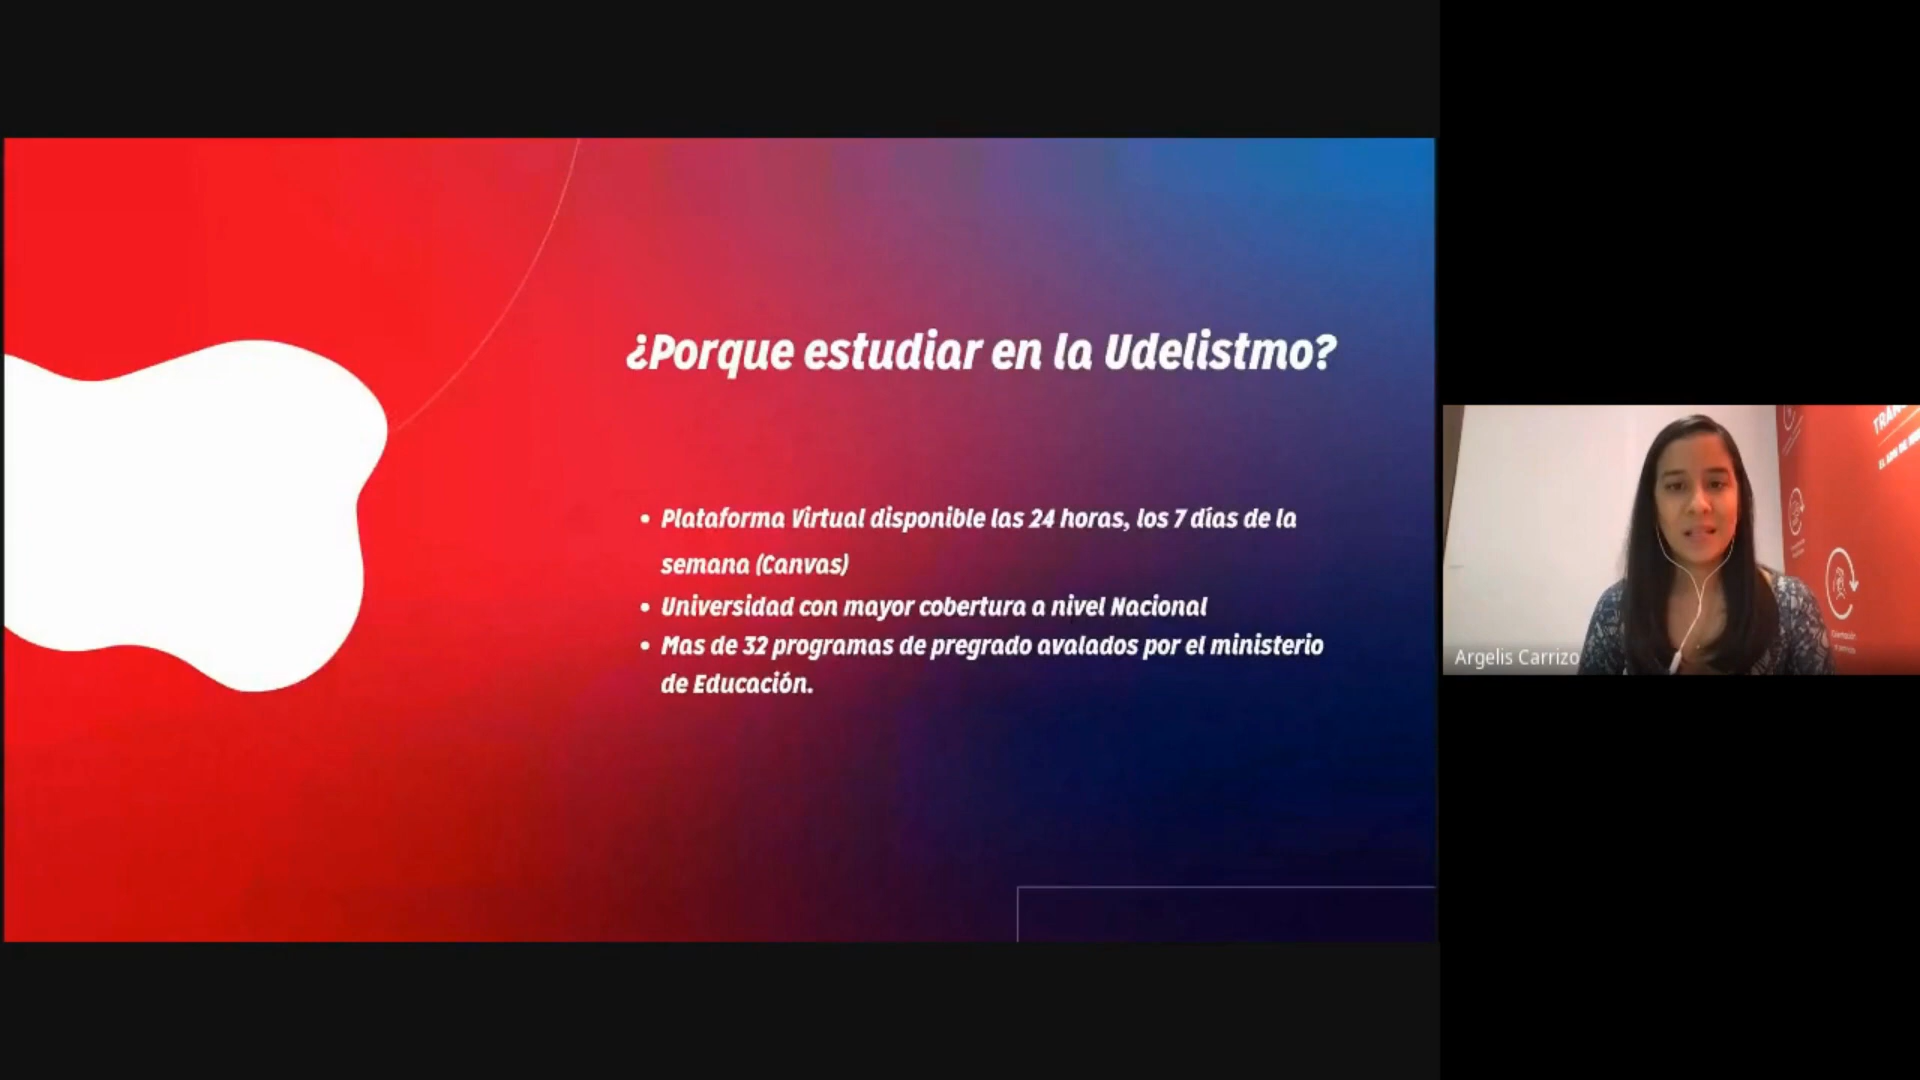 ¿Porque estudiar en la Udelistmo?
• Plataforma Virtual disponible las 24 horas, los 7 días de la
semana (Canvas)
• Universidad con mayor cobertura a nivel Nacional
• Mas de 32 programas de pregrado avalados por el ministerio
de Educación.
Argelis Carrizo